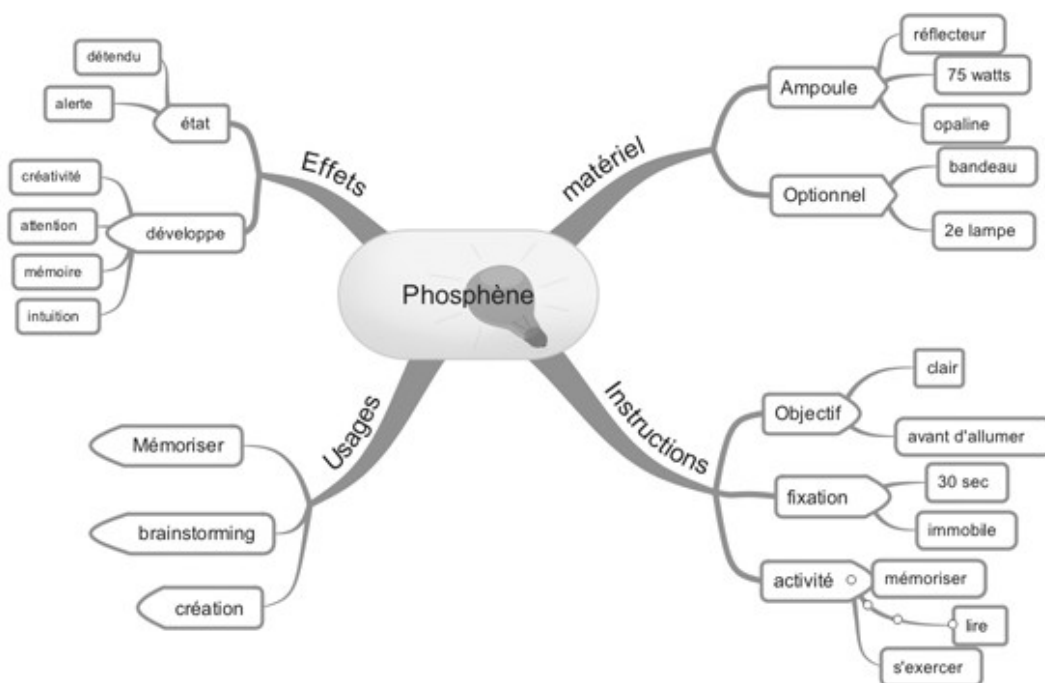 Phosphène
Effets
état
détendu
alerte
développe
créativité
attention
mémoire
intuition
matériel
Ampoule
réflecteur
75 watts
opaline
Optionnel
bandeau
2e lampe
Usages
Mémoriser
brainstorming
création
Instructions
Objectif
clair
avant d'allumer
fixation
30 sec
immobile
activité
mémoriser
lire
s'exercer